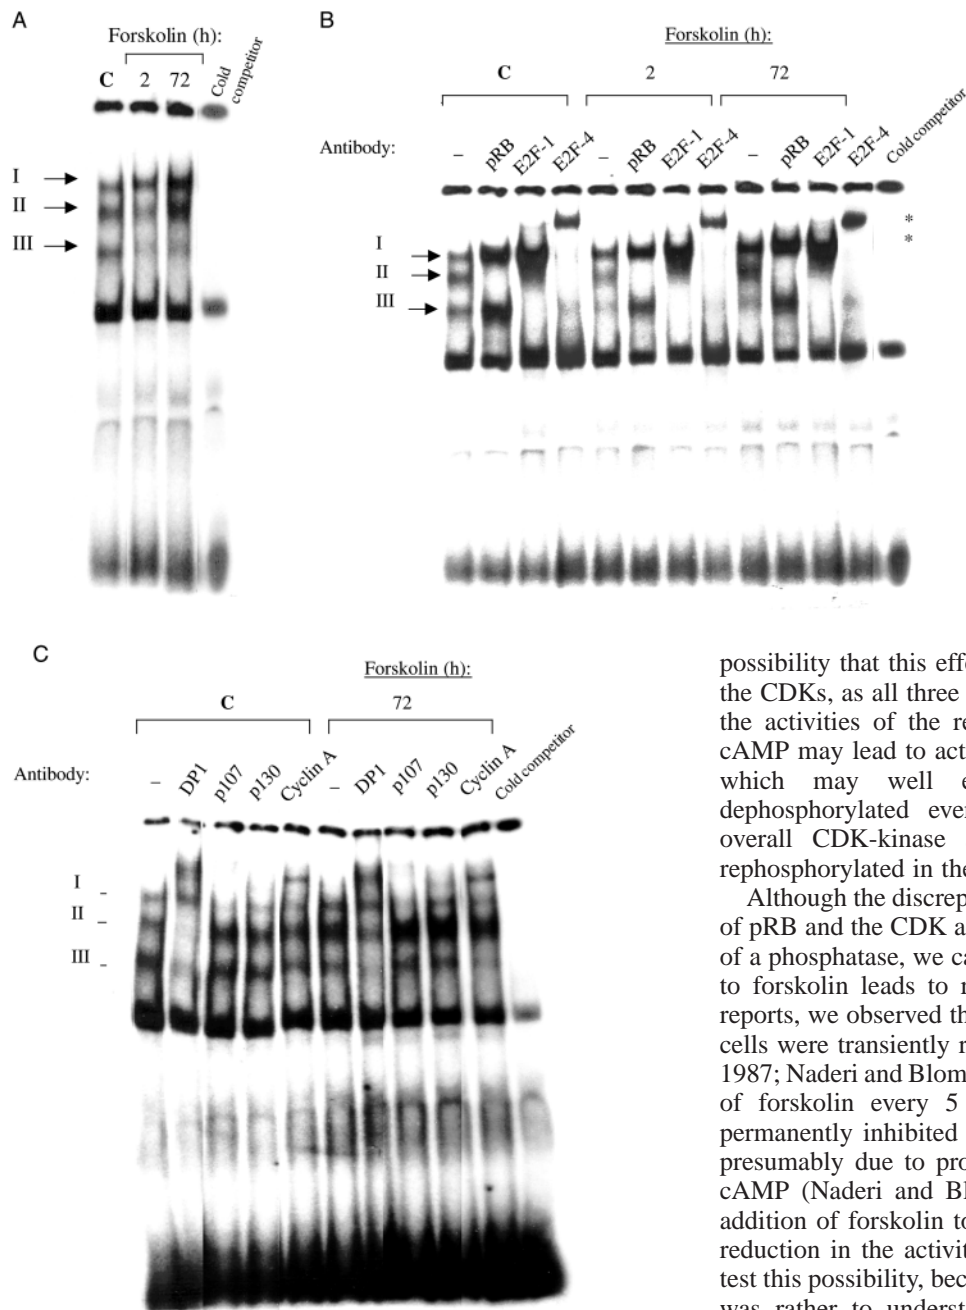 A
Forskolin (h):
C 2 72 Cold competitor
I
II
III
B
Forskolin (h):
C 2 72
Antibody: – pRB E2F-1 E2F-4 – pRB E2F-1 E2F-4 – pRB E2F-1 E2F-4 Cold competitor
*
*
I
II
III
C
Forskolin (h):
C 72
Antibody: – DP1 p107 p130 Cyclin A – DP1 p107 p130 Cyclin A Cold competitor
I
II
III
possibility that this effe
the CDKs, as all three
the activities of the re
cAMP may lead to act
which may well e
dephosphorylated ever
overall CDK-kinase
rephosphorylated in the
Although the discrep
of pRB and the CDK a
of a phosphatase, we ca
to forskolin leads to r
reports, we observed th
cells were transiently r
1987; Naderi and Blom
of forskolin every 5
permanently inhibited
presumably due to pro
cAMP (Naderi and Bl
addition of forskolin to
reduction in the activit
test this possibility, bec
was rather to underst